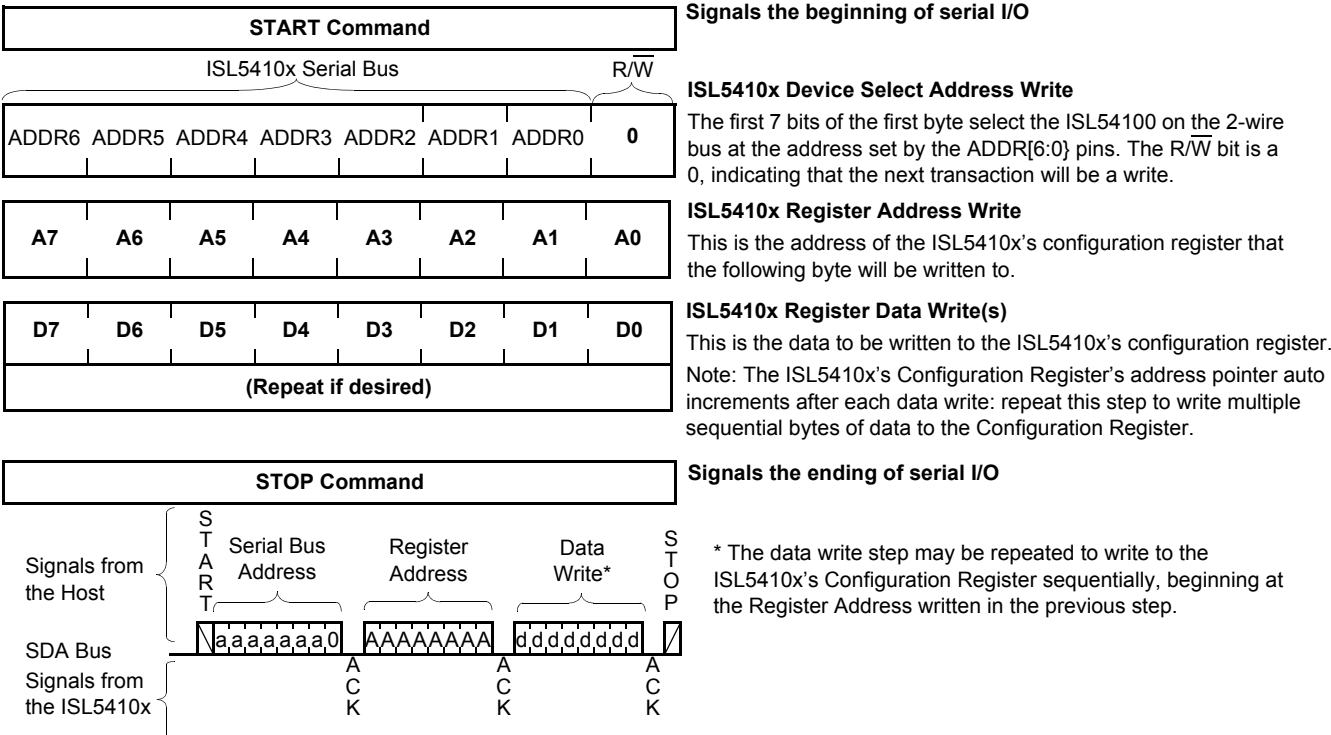 START Command
Signals the beginning of serial I/O
ISL5410x Serial Bus
R/W̅
ADDR6 ADDR5 ADDR4 ADDR3 ADDR2 ADDR1 ADDR0 0
ISL5410x Device Select Address Write
The first 7 bits of the first byte select the ISL54100 on the 2-wire
bus at the address set by the ADDR[6:0} pins. The R/W̅ bit is a
0, indicating that the next transaction will be a write.
A7 A6 A5 A4 A3 A2 A1 A0
ISL5410x Register Address Write
This is the address of the ISL5410x's configuration register that
the following byte will be written to.
D7 D6 D5 D4 D3 D2 D1 D0
(Repeat if desired)
ISL5410x Register Data Write(s)
This is the data to be written to the ISL5410x's configuration register.
Note: The ISL5410x's Configuration Register's address pointer auto
increments after each data write: repeat this step to write multiple
sequential bytes of data to the Configuration Register.
STOP Command
Signals the ending of serial I/O
Signals from
the Host
START
Serial Bus
Address
Register
Address
Data
Write*
STOP
* The data write step may be repeated to write to the
ISL5410x's Configuration Register sequentially, beginning at
the Register Address written in the previous step.
SDA Bus
aaaaaaa0 AAAAAAAA dddddddd
Signals from
the ISL5410x
ACK
ACK
ACK